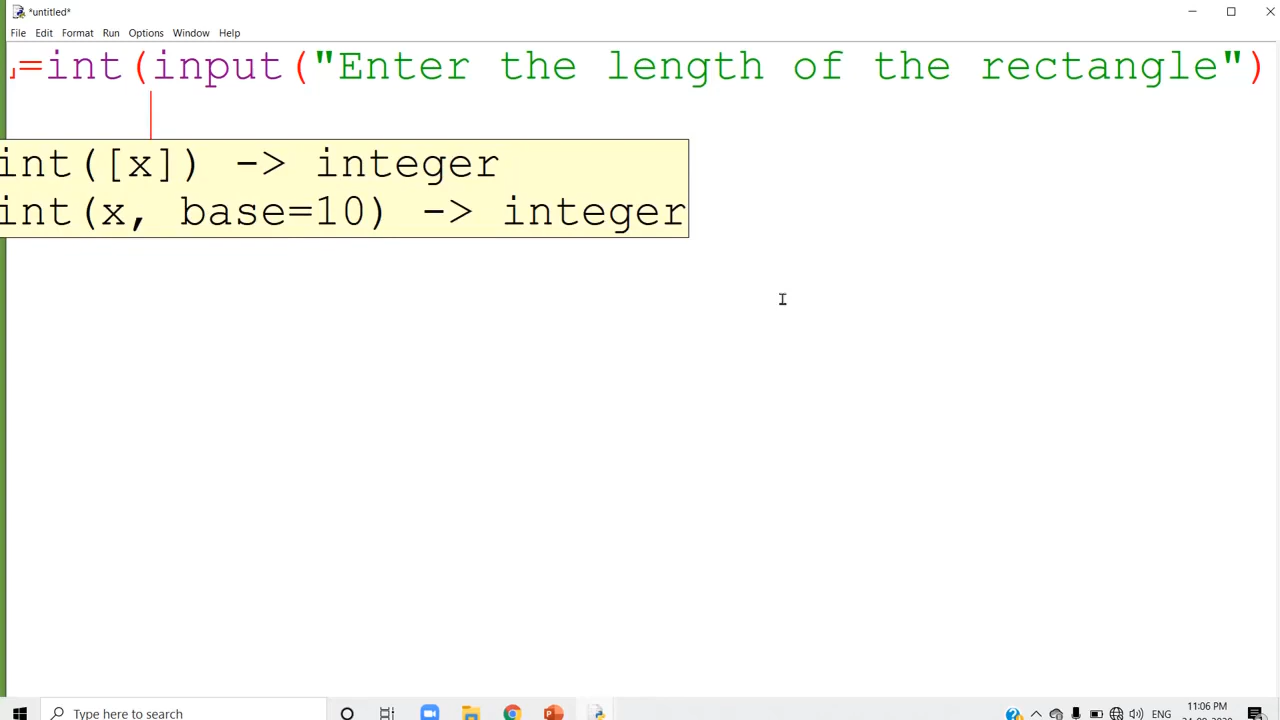 *untitled*
File Edit Format Run Options Window Help
=int(input("Enter the length of the rectangle")
int([x]) -> integer
int(x, base=10) -> integer
Type here to search
ENG
11:06 PM